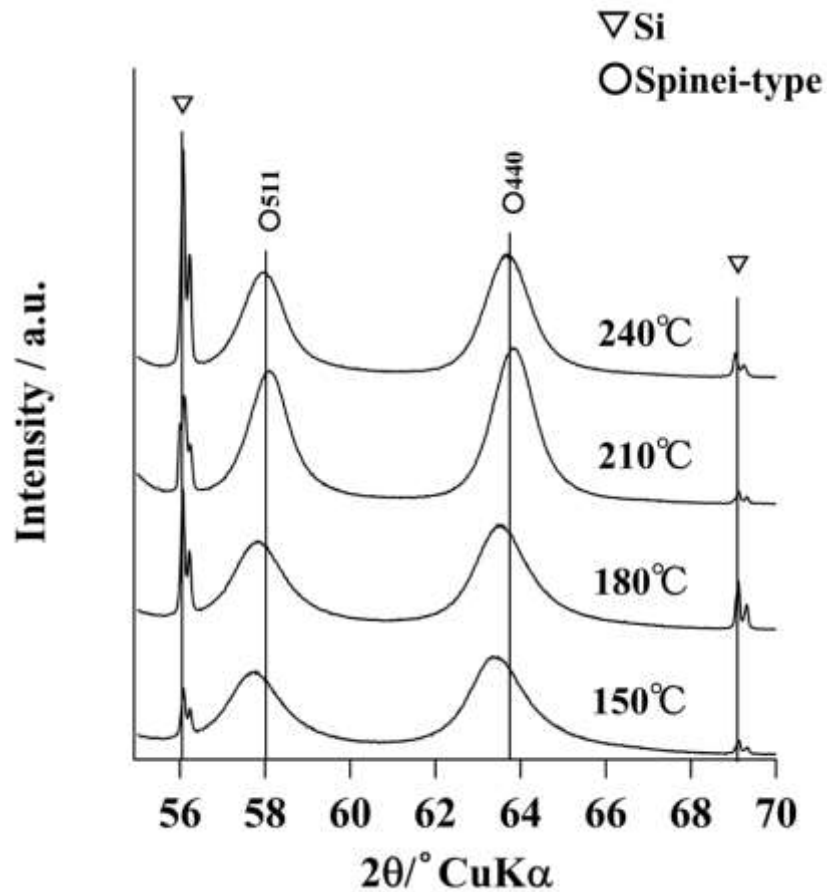 ▽Si
○Spinei-type
▽
○511
○440
▽
240℃
210℃
180℃
150℃
Intensity / a.u.
56 58 60 62 64 66 68 70
2θ/° CuKα